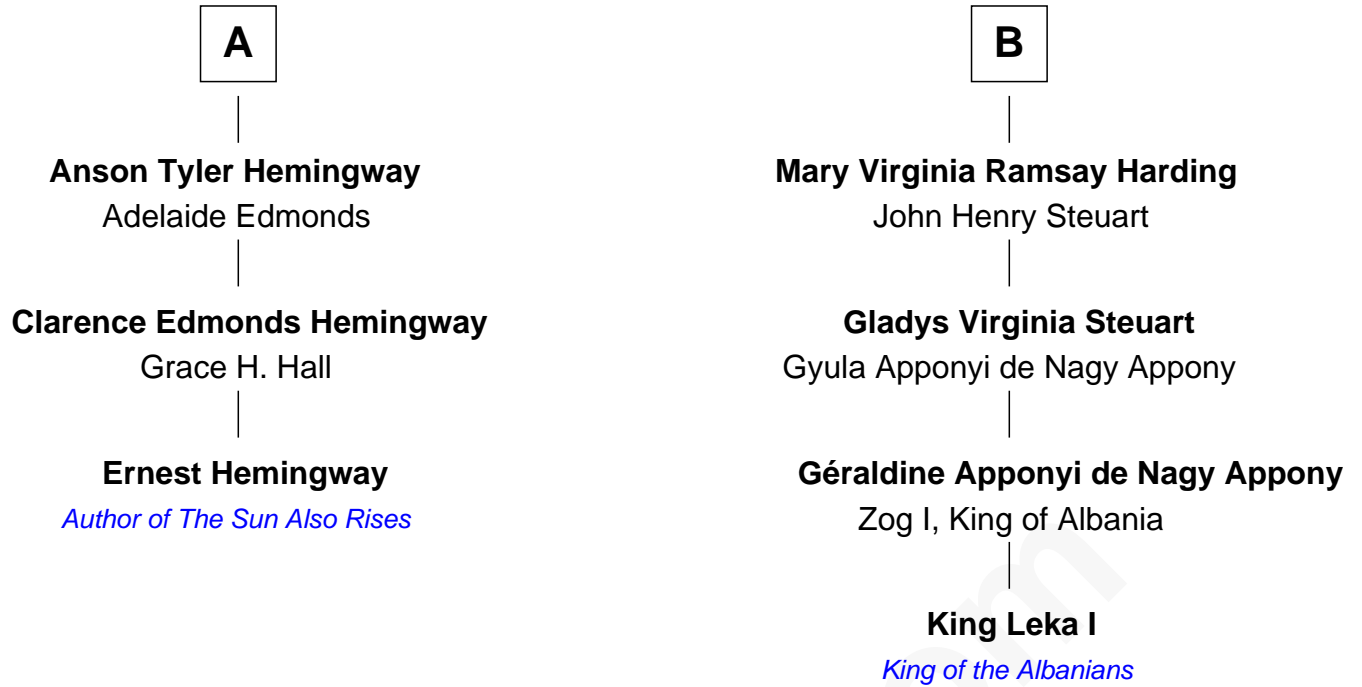 A
Anson Tyler Hemingway
Adelaide Edmonds
Clarence Edmonds Hemingway
Grace H. Hall
Ernest Hemingway
Author of The Sun Also Rises
B
Mary Virginia Ramsay Harding
John Henry Steuart
Gladys Virginia Steuart
Gyula Apponyi de Nagy Appony
Géraldine Apponyi de Nagy Appony
Zog I, King of Albania
King Leka I
King of the Albanians